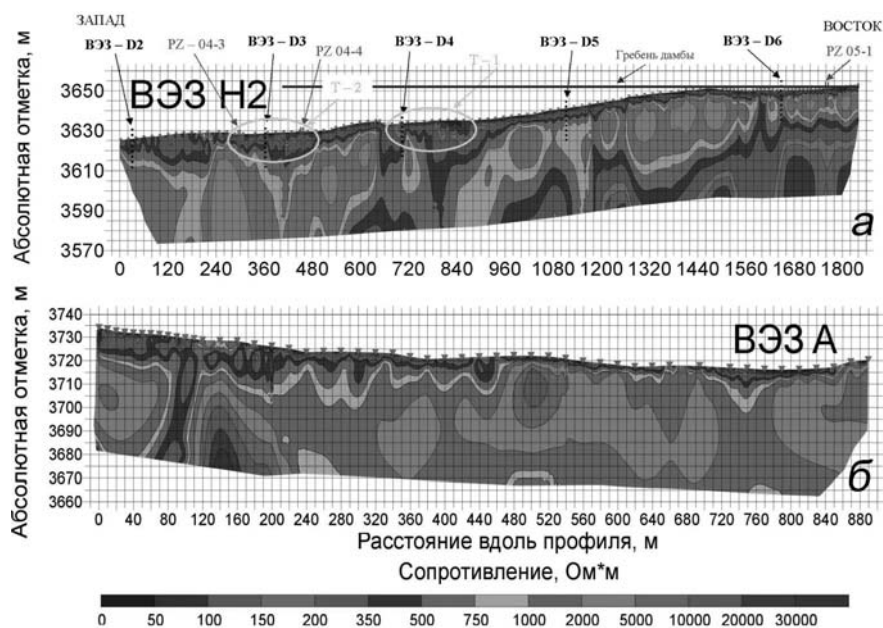 ЗАПАД
ВОСТОК
ВЭЗ – D2 PZ – 04-3 ВЭЗ – D3 PZ 04-4 ВЭЗ – D4 T – 1 ВЭЗ – D5 Гребень дамбы ВЭЗ – D6 PZ 05-1
T – 2
ВЭЗ H2
Абсолютная отметка, м
3650
3630
3610
3590
3570
а
0 120 240 360 480 600 720 840 960 1080 1200 1320 1440 1560 1680 1800
ВЭЗ А
Абсолютная отметка, м
3730
3720
3710
3700
3690
3680
3670
3660
б
0 40 80 120 160 200 240 280 320 360 400 440 480 520 560 600 640 680 720 760 800 840 880
Расстояние вдоль профиля, м
Сопротивление, Ом*м
0 50 100 150 200 350 500 750 1000 2000 5000 10000 20000 30000